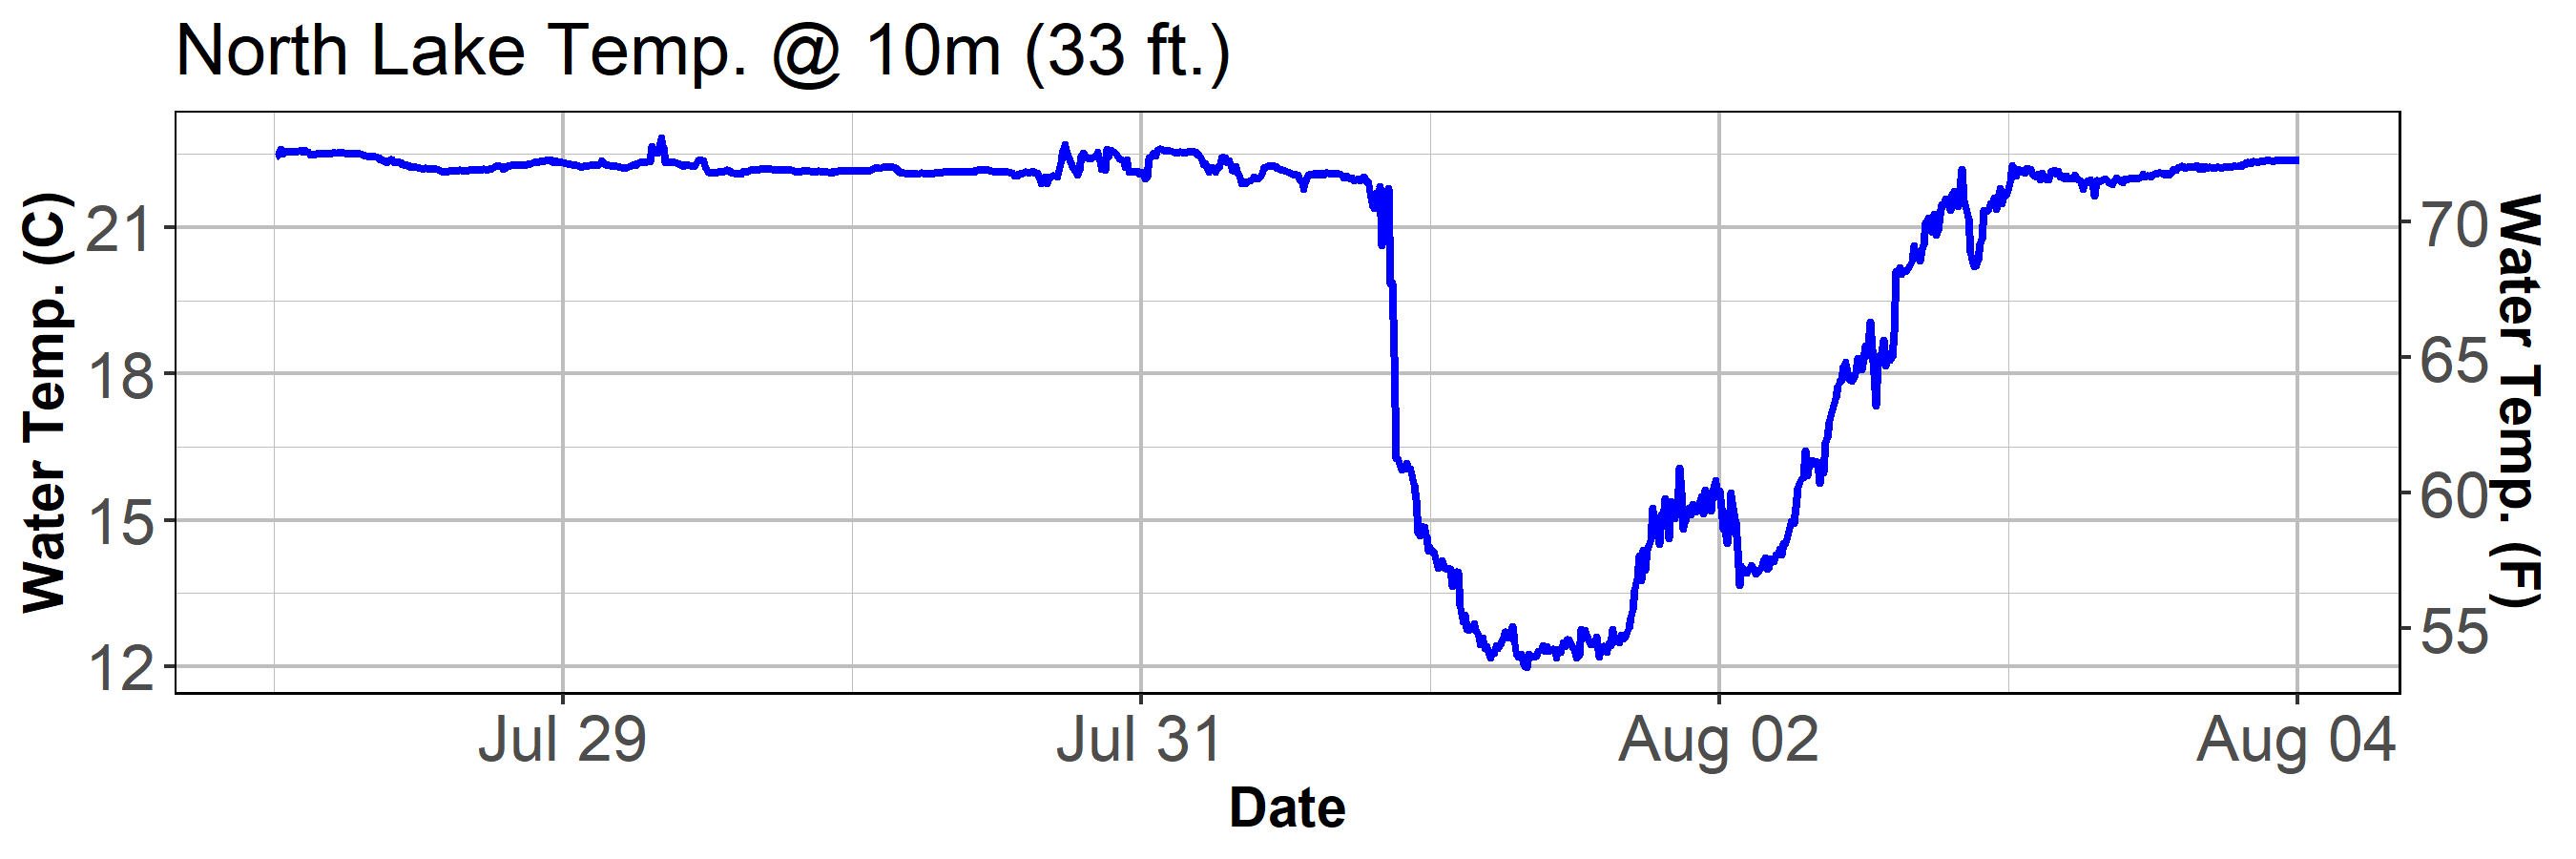 North Lake Temp. @ 10m (33 ft.)
Water Temp. (C)
21
18
15
12
70
65
60
55
Water Temp. (F)
Jul 29
Jul 31
Aug 02
Aug 04
Date